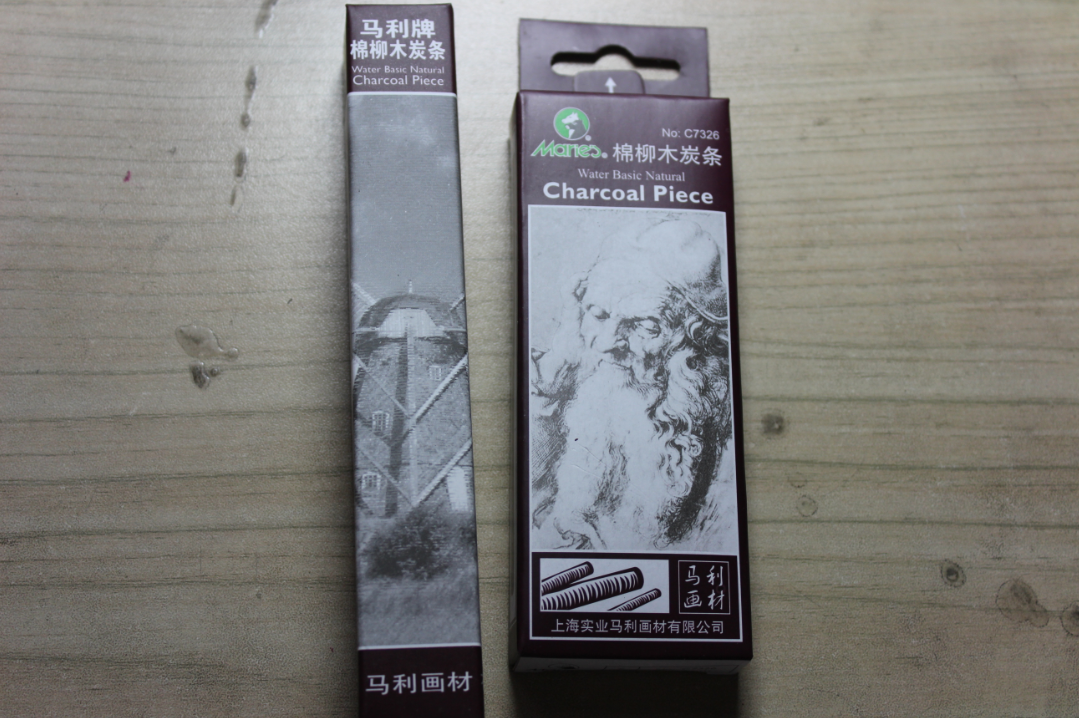 马利牌
棉柳木炭条
Water Basic Natural
Charcoal Piece
马利画材
No: C7326
Marie's® 棉柳木炭条
Water Basic Natural
Charcoal Piece
马利
画材
上海实业马利画材有限公司